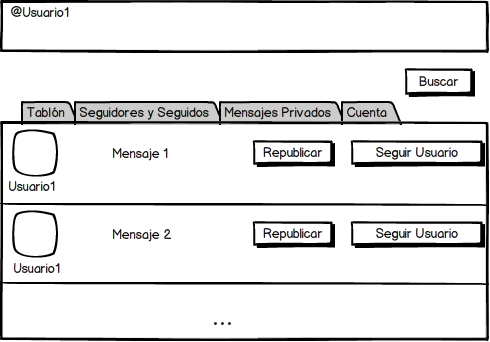 @Usuario1
Buscar
Tablón Seguidores y Seguidos Mensajes Privados Cuenta
Mensaje 1 Republicar Seguir Usuario
Usuario1
Mensaje 2 Republicar Seguir Usuario
Usuario1
...